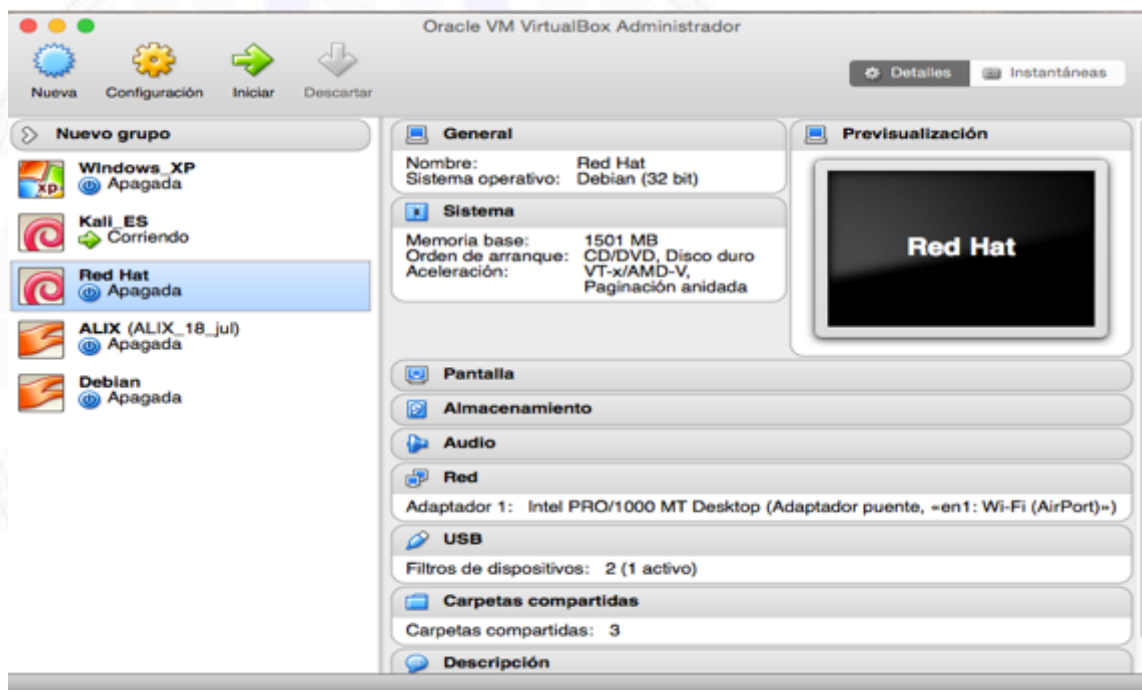 Oracle VM VirtualBox Administrador
Nueva
Configuración
Iniciar
Descartar
Detalles
Instantáneas
Nuevo grupo
WIndows_XP
xp
Apagada
Kali_ES
Corriendo
Red Hat
Apagada
ALIX (ALIX_18_jul)
Apagada
Debian
Apagada
General
Nombre: Red Hat
Sistema operativo: Debian (32 bit)
Sistema
Memoria base: 1501 MB
Orden de arranque: CD/DVD, Disco duro
Aceleración: VT-x/AMD-V,
Paginación anidada
Previsualización
Red Hat
Pantalla
Almacenamiento
Audio
Red
Adaptador 1: Intel PRO/1000 MT Desktop (Adaptador puente, «en1: Wi-Fi (AirPort)»)
USB
Filtros de dispositivos: 2 (1 activo)
Carpetas compartidas
Carpetas compartidas: 3
Descripción